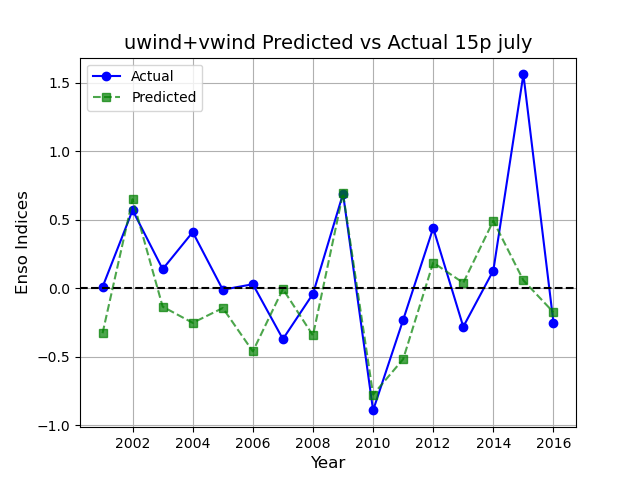 uwind+vwind Predicted vs Actual 15p july
Actual
Predicted
1.5
1.0
0.5
0.0
−0.5
−1.0
Enso Indices
2002 2004 2006 2008 2010 2012 2014 2016
Year